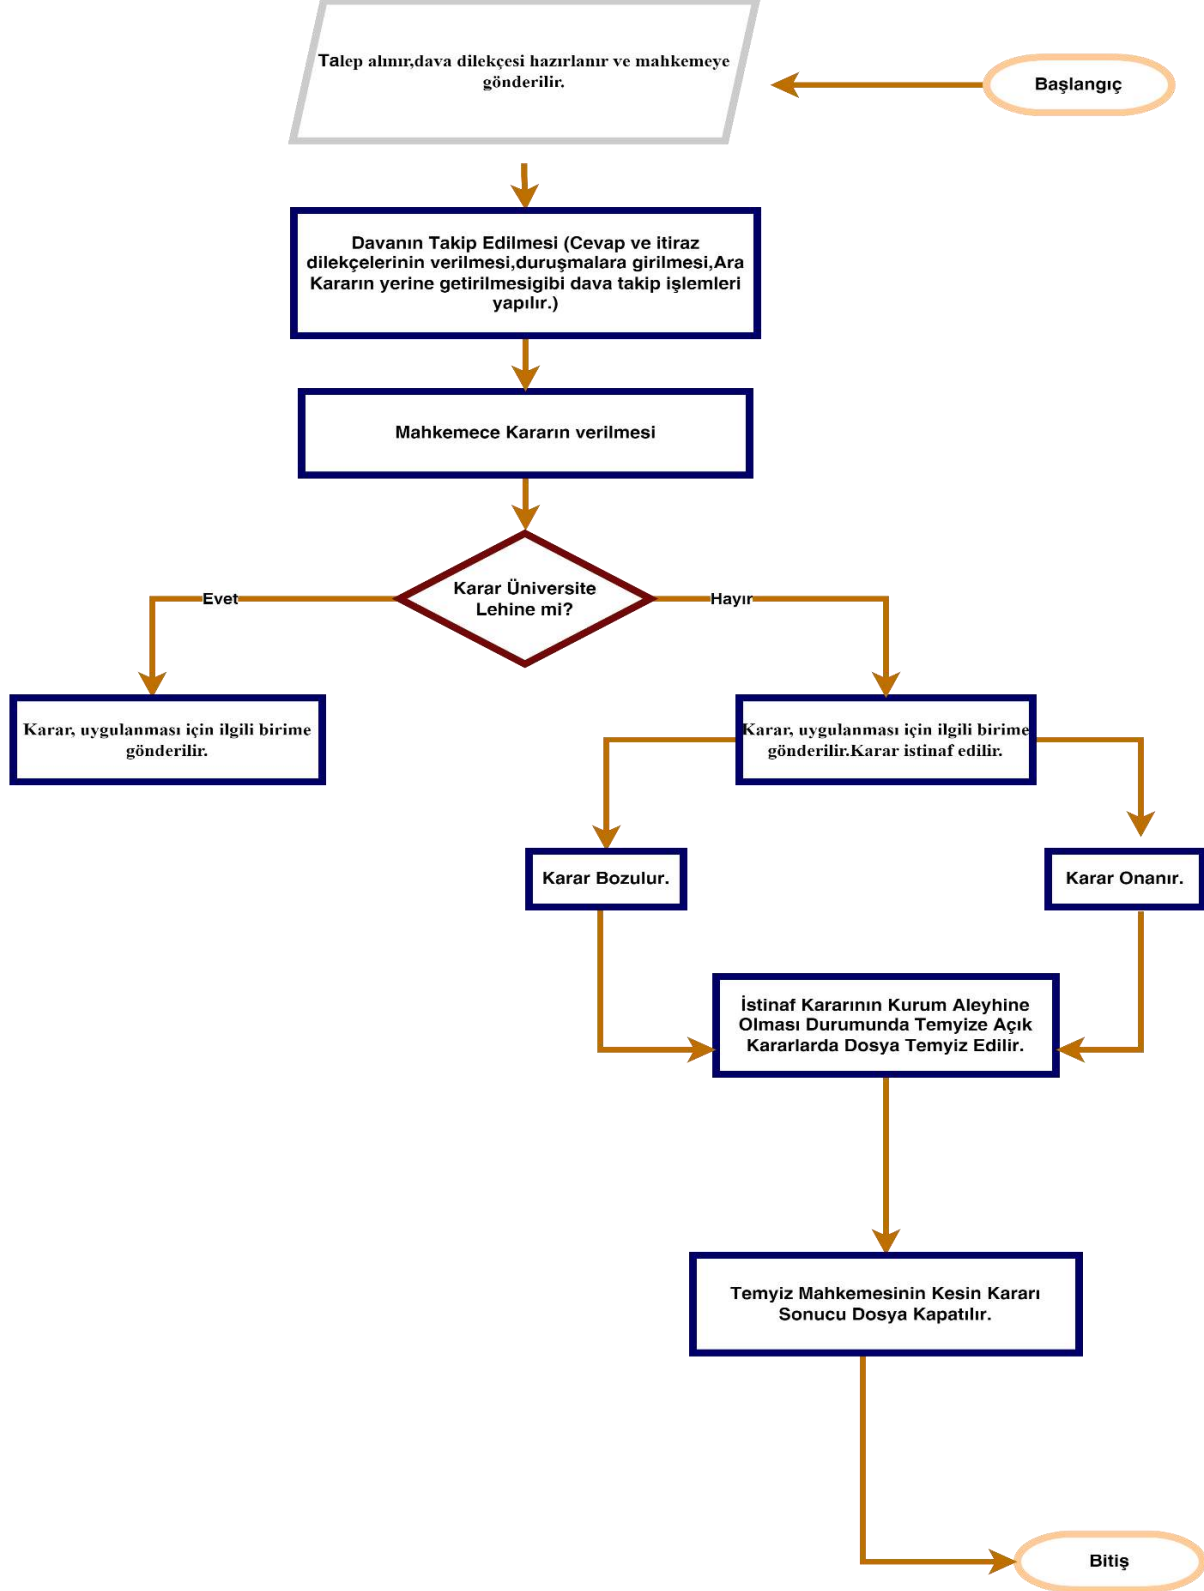 Talep alınır,dava dilekçesi hazırlanır ve mahkemeye
gönderilir.
Başlangıç
Davanın Takip Edilmesi (Cevap ve itiraz
dilekçelerinin verilmesi,duruşmalara girilmesi,Ara
Kararın yerine getirilmesigibi dava takip işlemleri
yapılır.)
Mahkemece Kararın verilmesi
Karar Üniversite
Lehine mi?
Evet
Hayır
Karar, uygulanması için ilgili birime
gönderilir.
Karar, uygulanması için ilgili birime
gönderilir.Karar istinaf edilir.
Karar Bozulur.
Karar Onanır.
İstinaf Kararının Kurum Aleyhine
Olması Durumunda Temyize Açık
Kararlarda Dosya Temyiz Edilir.
Temyiz Mahkemesinin Kesin Kararı
Sonucu Dosya Kapatılır.
Bitiş